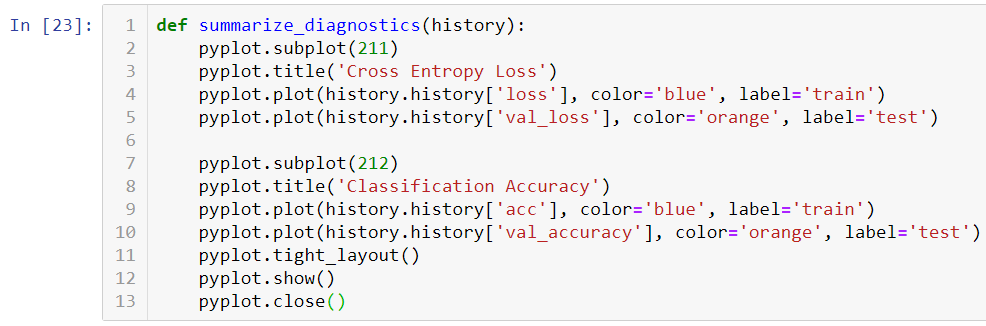 In [23]:
1 def summarize_diagnostics(history):
2     pyplot.subplot(211)
3     pyplot.title('Cross Entropy Loss')
4     pyplot.plot(history.history['loss'], color='blue', label='train')
5     pyplot.plot(history.history['val_loss'], color='orange', label='test')
6
7     pyplot.subplot(212)
8     pyplot.title('Classification Accuracy')
9     pyplot.plot(history.history['acc'], color='blue', label='train')
10     pyplot.plot(history.history['val_accuracy'], color='orange', label='test')
11     pyplot.tight_layout()
12     pyplot.show()
13     pyplot.close()